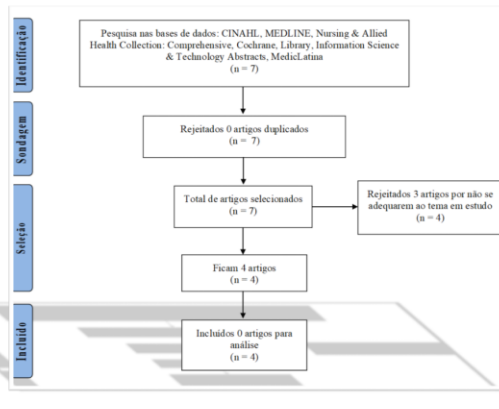 Identificação
Pesquisa nas bases de dados: CINAHL, MEDLINE, Nursing & Allied
Health Collection: Comprehensive, Cochrane, Library, Information Science
& Technology Abstracts, MedicLatina
(n = 7)
Sondagem
Rejeitados 0 artigos duplicados
(n = 7)
Seleção
Total de artigos selecionados
(n = 7)
Rejeitados 3 artigos por não se
adequarem ao tema em estudo
(n = 4)
Ficam 4 artigos
(n = 4)
Incluído
Incluídos 0 artigos para
análise
(n = 4)